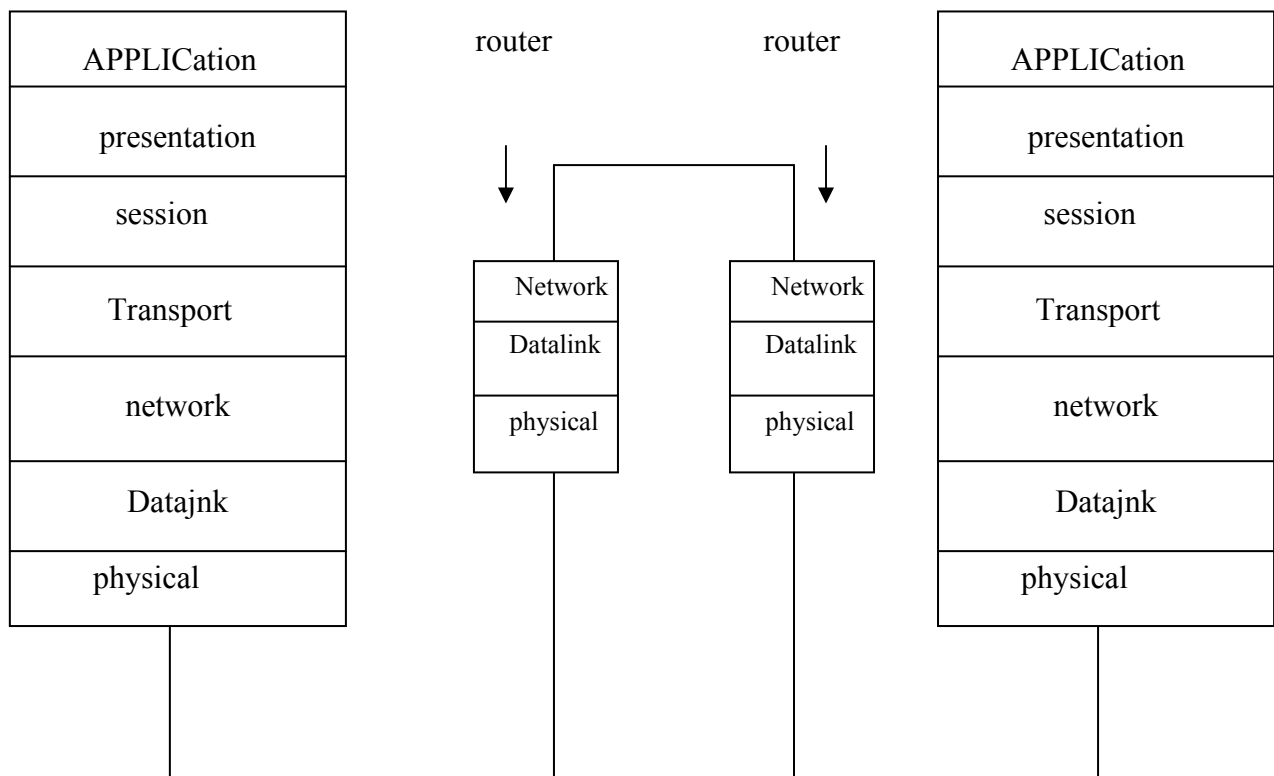 APPLICation
presentation
session
Transport
network
Datajnk
physical
router
router
Network
Datalink
physical
Network
Datalink
physical
APPLICation
presentation
session
Transport
network
Datajnk
physical